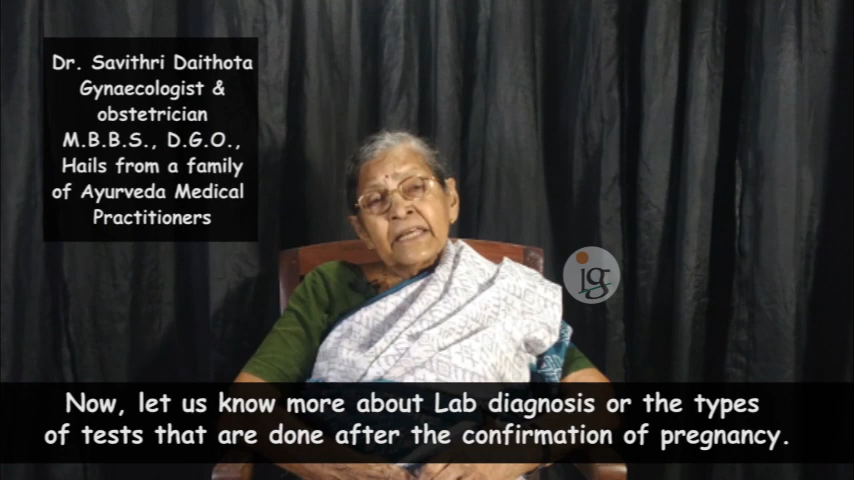 Dr. Savithri Daithota
Gynaecologist &
obstetrician
M.B.B.S., D.G.O.,
Hails from a family
of Ayurveda Medical
Practitioners
ig
Now, let us know more about Lab diagnosis or the types
of tests that are done after the confirmation of pregnancy.